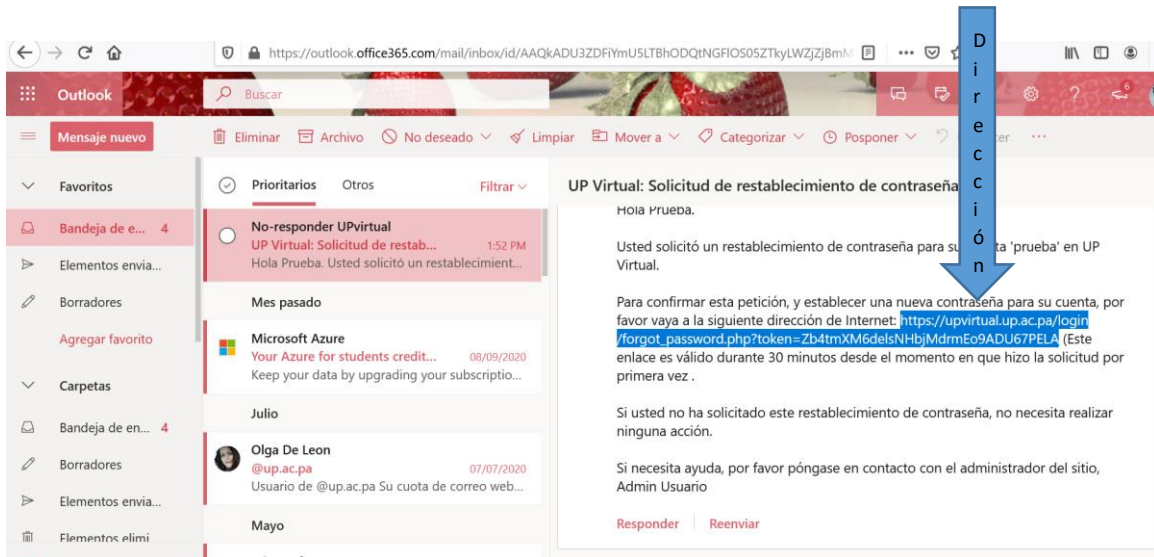 Dirección
https://outlook.office365.com/mail/inbox/id/AAQkADU3ZDFiYmU5LTBhODQtNGFlOS05ZTkyLWZjZjBmM
Outlook
Buscar
6
Mensaje nuevo
Eliminar Archivo No deseado Limpiar Mover a Categorizar Posponer ...
Favoritos
Bandeja de e... 4
Elementos envia...
Borradores
Agregar favorito
Carpetas
Bandeja de en... 4
Borradores
Elementos envia...
Elementos elimi
Prioritarios Otros Filtrar
No-responder UPvirtual
UP Virtual: Solicitud de restab... 1:52 PM
Hola Prueba. Usted solicitó un restablecimient...
Mes pasado
Microsoft Azure
Your Azure for students credit... 08/09/2020
Keep your data by upgrading your subscriptio...
Julio
Olga De Leon
@up.ac.pa 07/07/2020
Usuario de @up.ac.pa Su cuota de correo web...
Mayo
UP Virtual: Solicitud de restablecimiento de contraseña
Hola Prueba.
Usted solicitó un restablecimiento de contraseña para su 'prueba' en UP
Virtual.
Para confirmar esta petición, y establecer una nueva contraseña para su cuenta, por
favor vaya a la siguiente dirección de Internet: https://upvirtual.up.ac.pa/login
/forgot_password.php?token=Zb4tmXM6delsNHbjMdrmEo9ADU67PELA (Este
enlace es válido durante 30 minutos desde el momento en que hizo la solicitud por
primera vez .
Si usted no ha solicitado este restablecimiento de contraseña, no necesita realizar
ninguna acción.
Si necesita ayuda, por favor póngase en contacto con el administrador del sitio,
Admin Usuario
Responder Reenviar